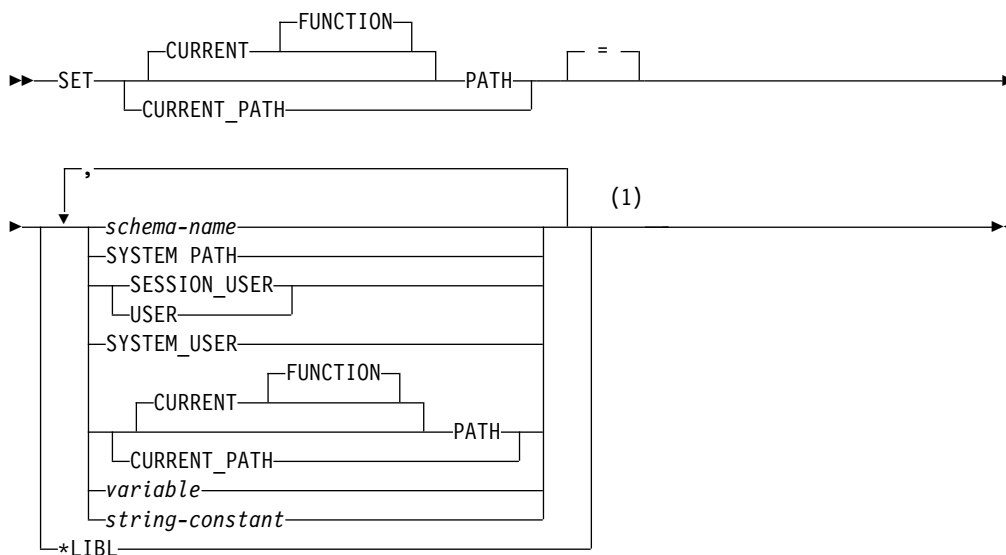 FUNCTION
CURRENT =
SET PATH
CURRENT_PATH
,
(1)
schema-name
SYSTEM PATH
SESSION_USER
USER
SYSTEM_USER
FUNCTION
CURRENT
PATH
CURRENT_PATH
variable
string-constant
*LIBL